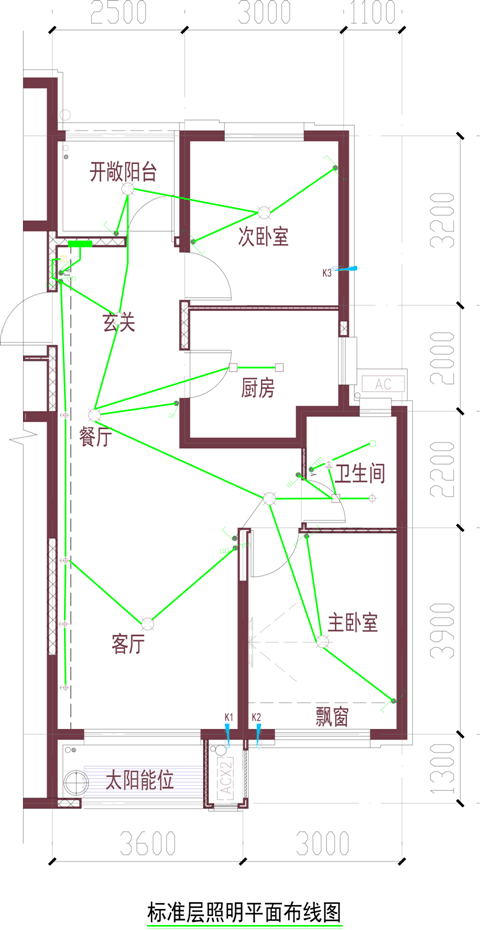 2500 3000 1100
开敞阳台
次卧室
3200
K3
玄关
厨房
2000
AC
餐厅
卫生间
2200
客厅
主卧室
3900
K1 K2
飘窗
太阳能位
ACX2
1300
3600 3000
标准层照明平面布线图